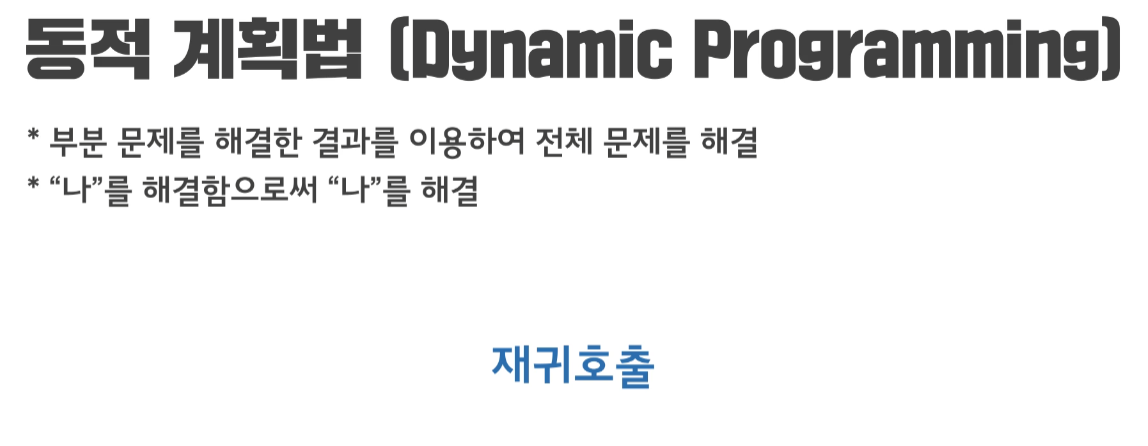 동적 계획법 (Dynamic Programming)
* 부분 문제를 해결한 결과를 이용하여 전체 문제를 해결
* “나”를 해결함으로써 “나”를 해결
재귀호출